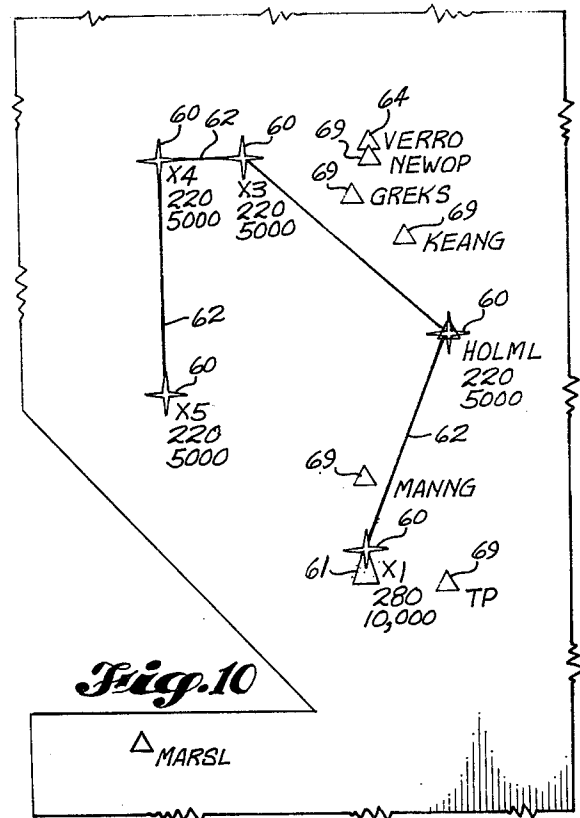 60
62
60
64
69
VERRO
NEWOP
X4
220
5000
X3
220
5000
69
GREKS
69
KEANG
62
60
HOLML
220
5000
60
X5
220
5000
62
69
MANNG
60
61
X1
280
10,000
69
TP
Fig. 10
MARSL